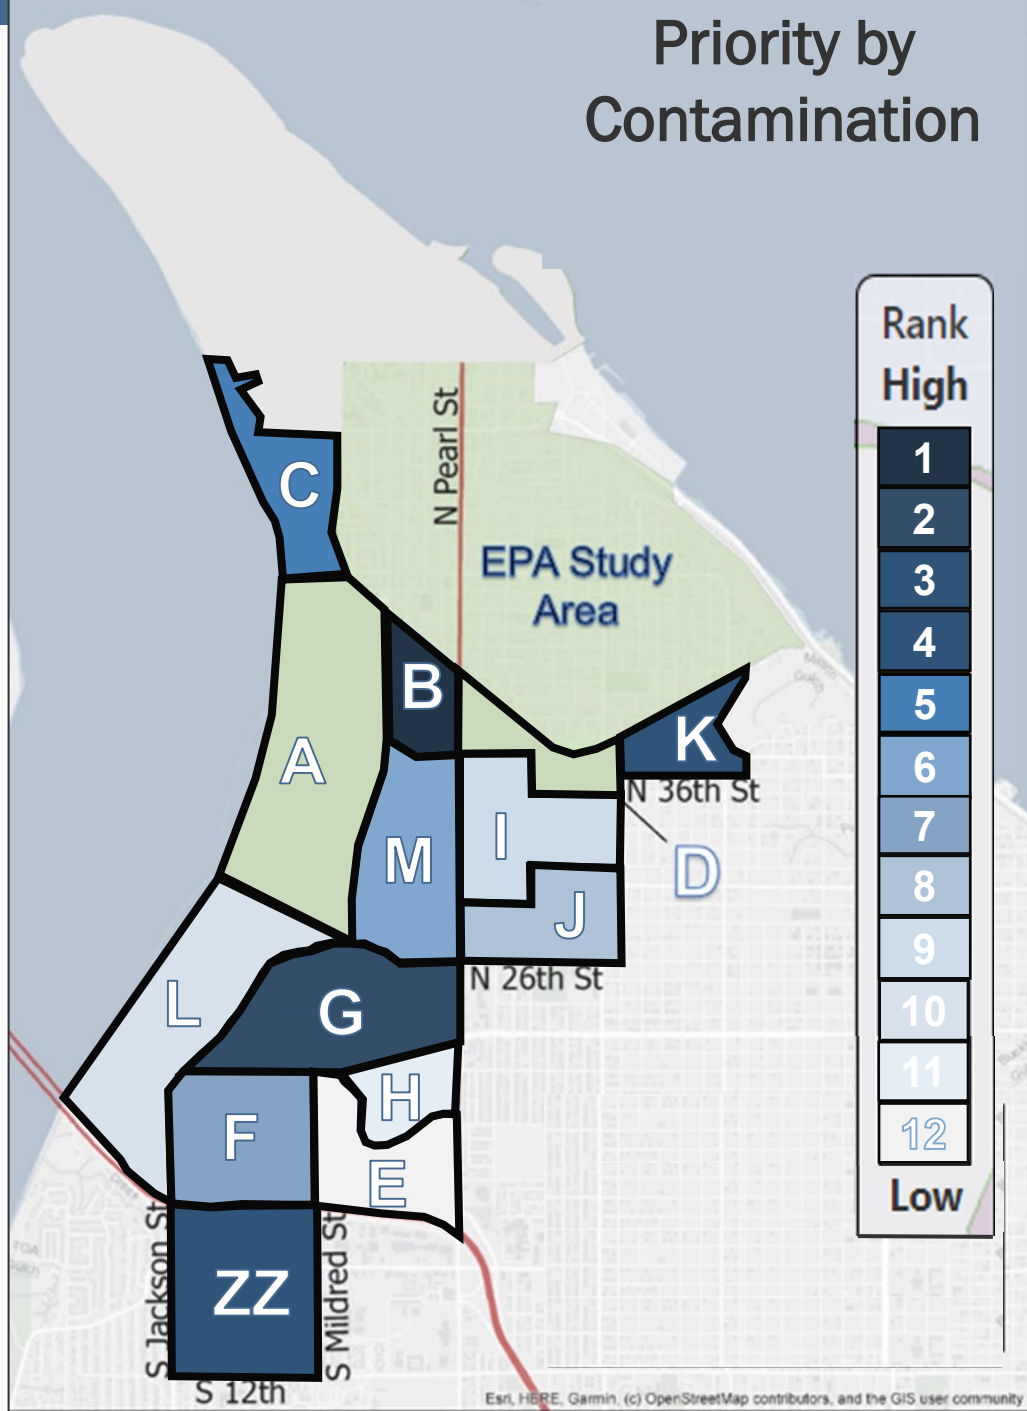 Priority by
Contamination
Rank
High
1
2
3
4
5
6
7
8
9
10
11
12
Low
N Pearl St
EPA Study
Area
C
B
A
K
N 36th St
I
D
M
J
N 26th St
L
G
H
F
E
S Jackson St
ZZ
S Mildred St
S 12th
Esri, HERE, Garmin, (c) OpenStreetMap contributors, and the GIS user community